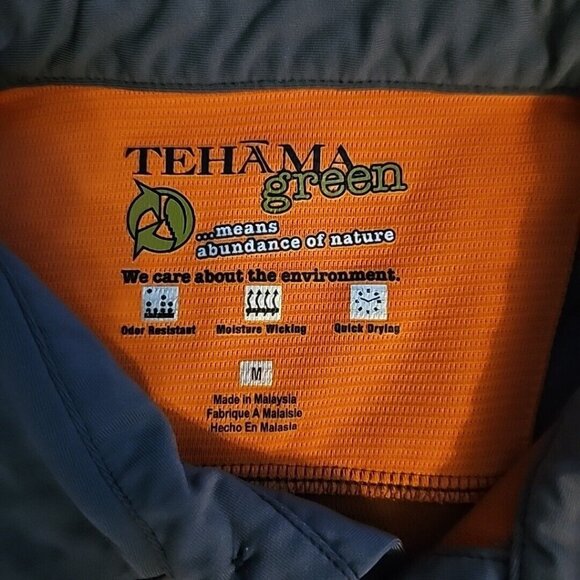 TEHĀMA
green
...means
abundance of nature
We care about the environment.
Odor Resistant Moisture Wicking Quick Drying
M
Made in Malaysia
Fabrique A Malaisie
Hecho En Malasia